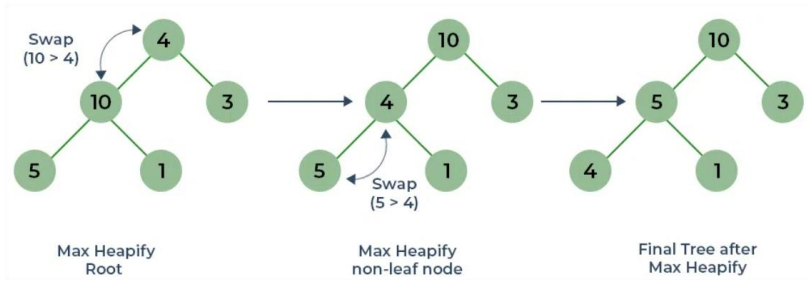 Swap
(10 > 4)
4
10
3
5
1
10
4
3
5
1
Swap
(5 > 4)
10
5
3
4
1
Max Heapify
Root
Max Heapify
non-leaf node
Final Tree after
Max Heapify